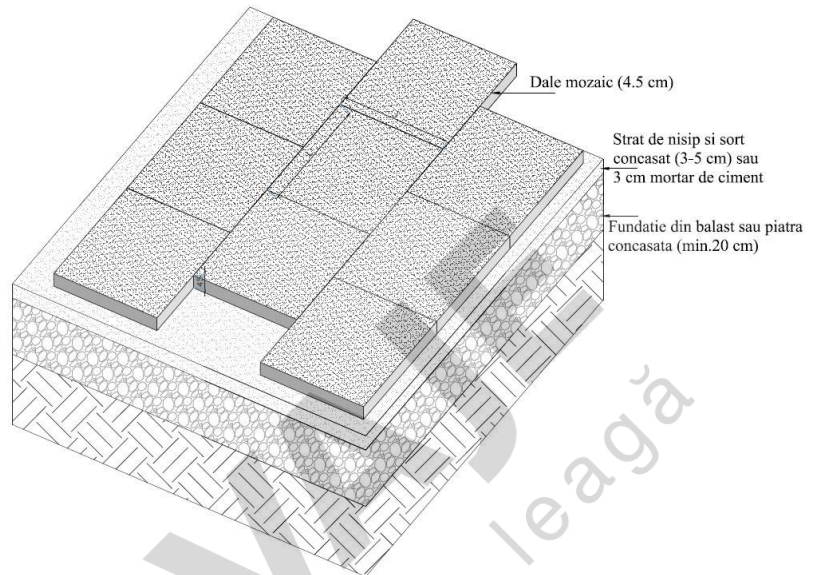 Dale mozaic (4.5 cm)
Strat de nisip si sort
concasat (3-5 cm) sau
3 cm mortar de ciment
Fundatie din balast sau piatra
concasata (min.20 cm)
leagă